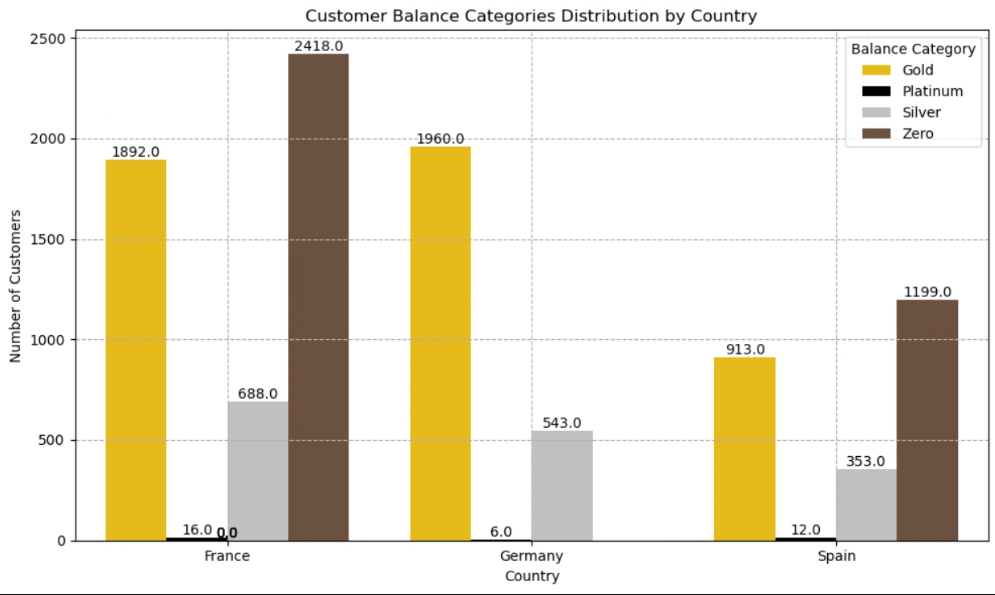 Customer Balance Categories Distribution by Country
Balance Category
Gold
Platinum
Silver
Zero
Number of Customers
2500
2000
1500
1000
500
0
1892.0
16.0
0.0
688.0
2418.0
1960.0
6.0
543.0
913.0
12.0
353.0
1199.0
France
Germany
Spain
Country